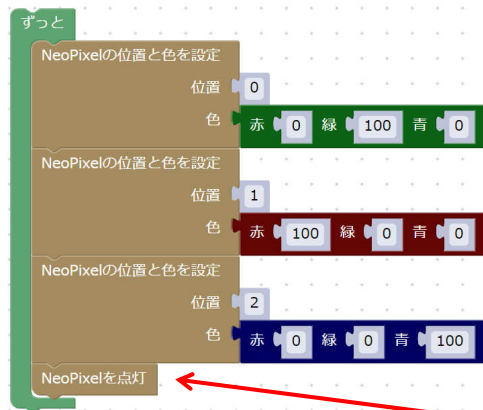 ずっと
NeoPixelの位置と色を設定
位置 0
色 赤 0 緑 100 青 0
NeoPixelの位置と色を設定
位置 1
色 赤 100 緑 0 青 0
NeoPixelの位置と色を設定
位置 2
色 赤 0 緑 0 青 100
NeoPixelを点灯